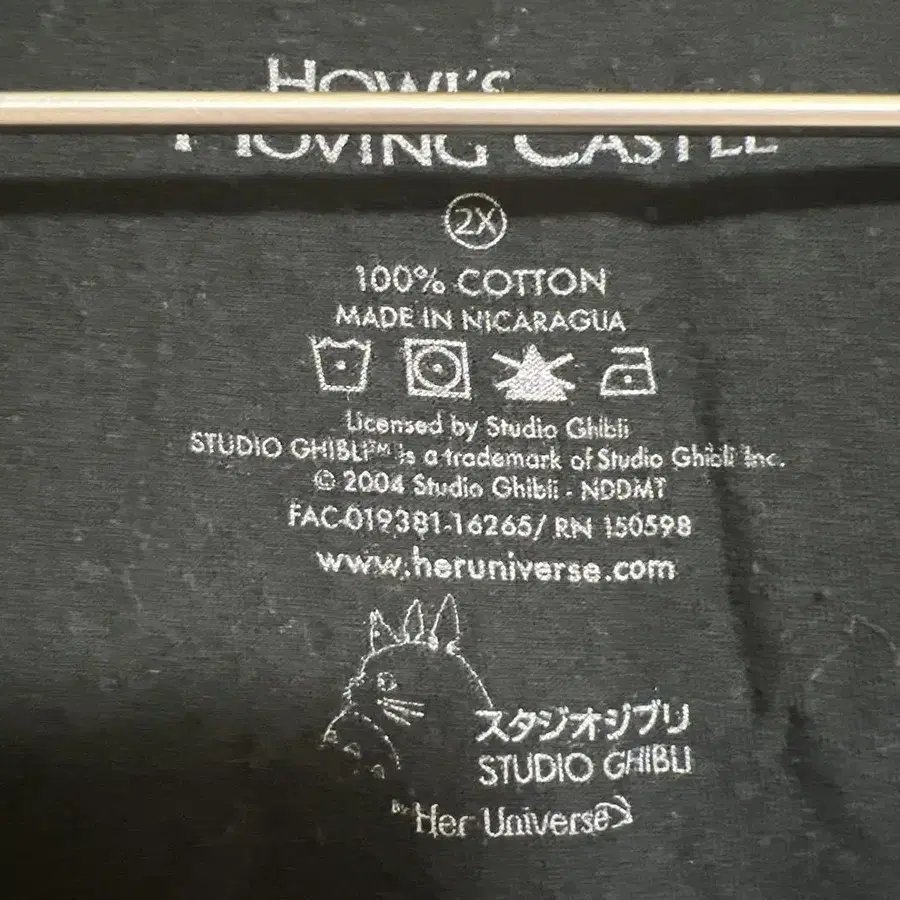 HOWL'S
MOVING CASTLE
2X
100% COTTON
MADE IN NICARAGUA
Licensed by Studio Ghibli
STUDIO GHIBLI™ is a trademark of Studio Ghibli Inc.
© 2004 Studio Ghibli - NDDMT
FAC-019381-16265/ RN 150598
www.heruniverse.com
スタジオジブリ
STUDIO GHIBLI
By Her Universe